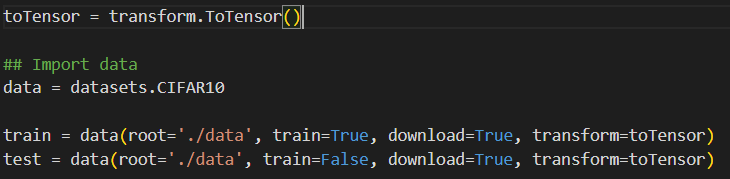 toTensor = transform.ToTensor()
## Import data
data = datasets.CIFAR10
train = data(root='./data', train=True, download=True, transform=toTensor)
test = data(root='./data', train=False, download=True, transform=toTensor)